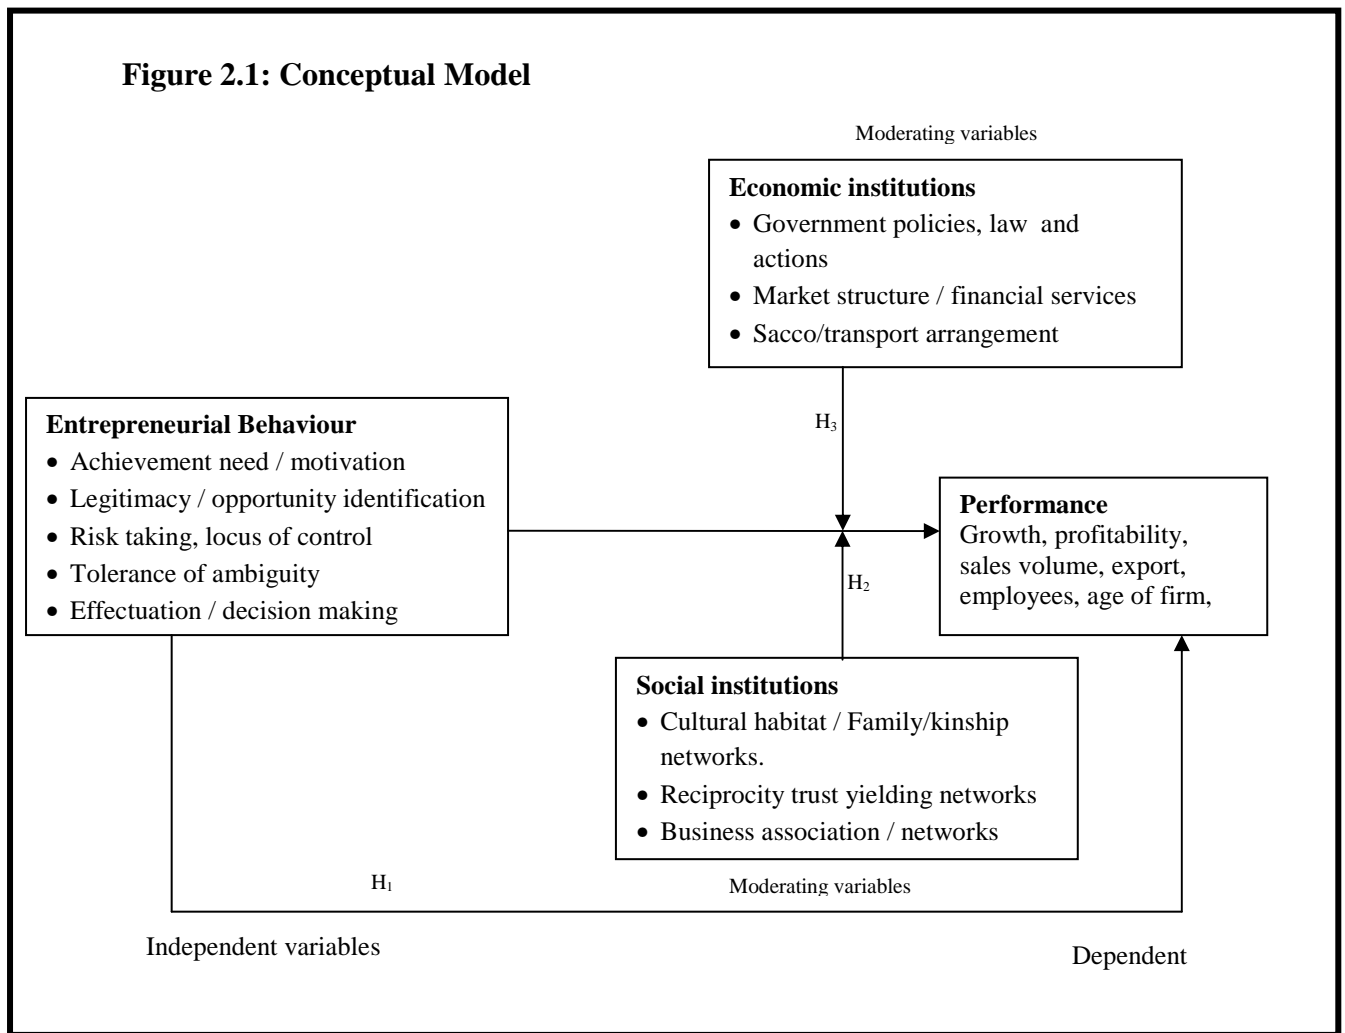 Figure 2.1: Conceptual Model
Moderating variables
Economic institutions
• Government policies, law and
actions
• Market structure / financial services
• Sacco/transport arrangement
H₃
Entrepreneurial Behaviour
• Achievement need / motivation
• Legitimacy / opportunity identification
• Risk taking, locus of control
• Tolerance of ambiguity
• Effectuation / decision making
Performance
Growth, profitability,
sales volume, export,
employees, age of firm,
H₂
Social institutions
• Cultural habitat / Family/kinship
networks.
• Reciprocity trust yielding networks
• Business association / networks
H₁
Moderating variables
Independent variables
Dependent